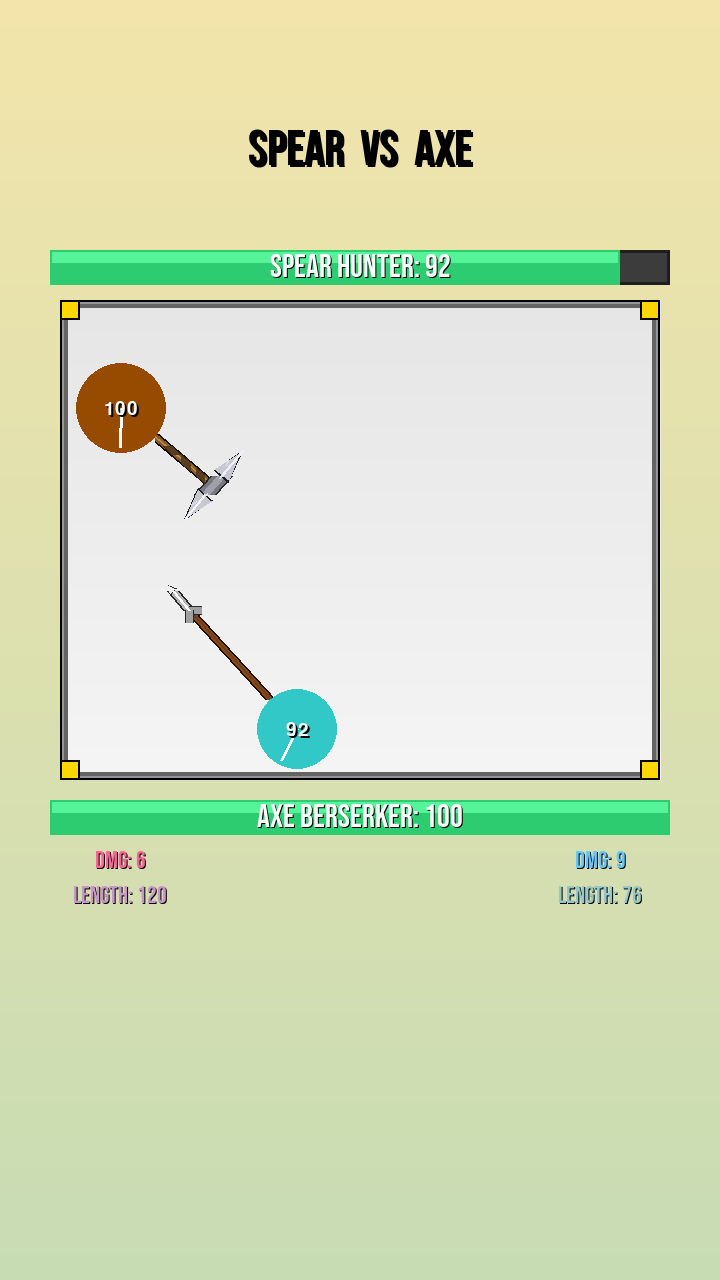 SPEAR VS AXE
SPEAR HUNTER: 92
100
92
AXE BERSERKER: 100
DMG: 6
DMG: 9
LENGTH: 120
LENGTH: 76